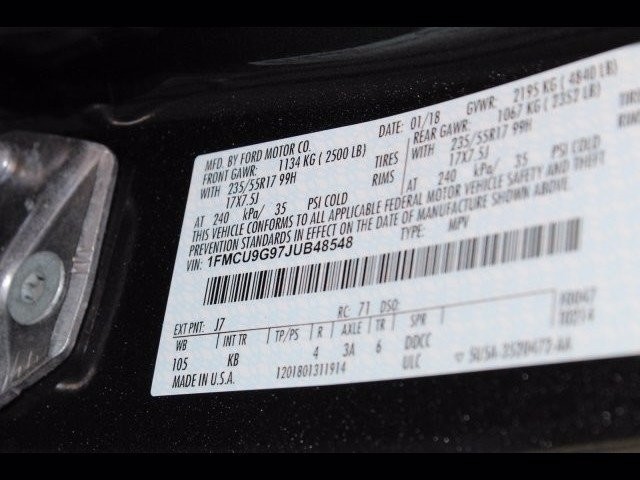 MFD. BY FORD MOTOR CO. 01/18 GVWR: 2195 KG ( 4840 LB)
FRONT GAWR: 1134 KG ( 2500 LB) REAR GAWR: 1067 KG ( 2352 LB)
WITH 235/55R17 99H TIRES WITH 235/55R17 99H TIRE
17X7.5J RIMS 17X7.5J
AT 240 kPa/ 35 PSI COLD AT 240 kPa/ 35 PSI COLD
THIS VEHICLE CONFORMS TO ALL APPLICABLE FEDERAL MOTOR VEHICLE SAFETY AND THEFT
PREVENTION STANDARDS IN EFFECT ON THE DATE OF MANUFACTURE SHOWN ABOVE.
VIN: 1FMCU9G97JUB48548 TYPE: MPV
EXT PNT: J7 RC: 71 DSO:
WB INT TR TP/PS R AXLE TR SPR
105 KB 4 3A 6 DDCC
MADE IN U.S.A. 1201801311914 ULC